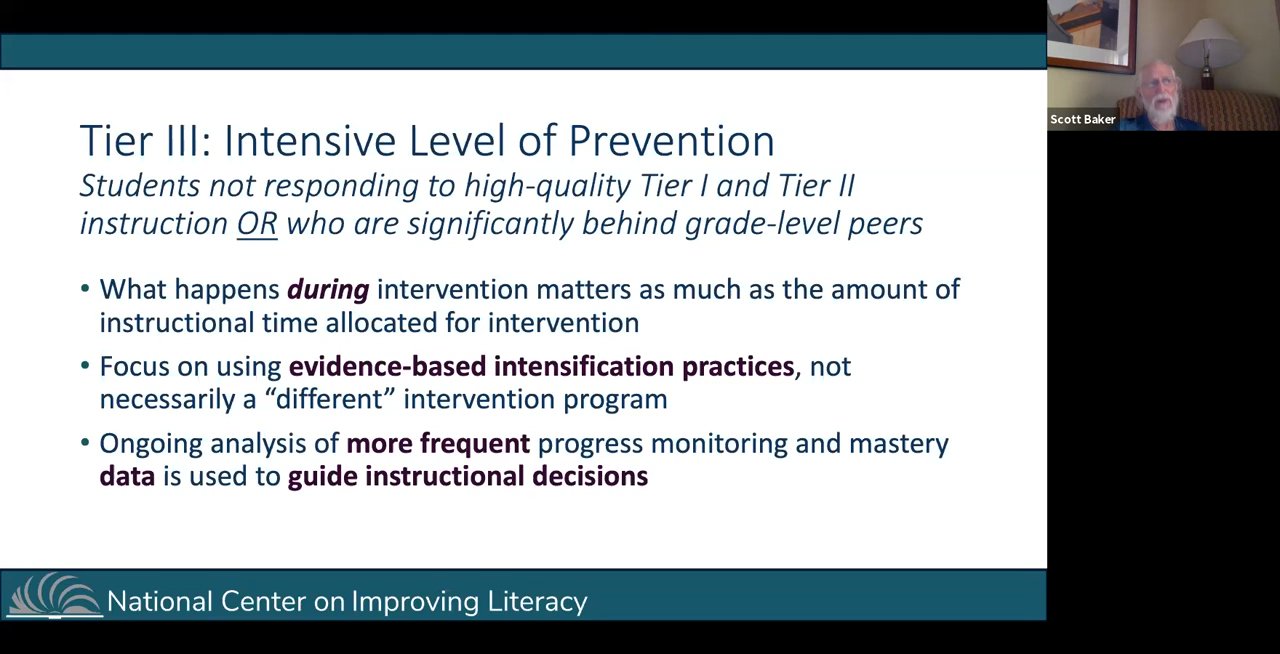 Tier III: Intensive Level of Prevention
Students not responding to high-quality Tier I and Tier II
instruction OR who are significantly behind grade-level peers
• What happens during intervention matters as much as the amount of
instructional time allocated for intervention
• Focus on using evidence-based intensification practices, not
necessarily a “different” intervention program
• Ongoing analysis of more frequent progress monitoring and mastery
data is used to guide instructional decisions
National Center on Improving Literacy
Scott Baker